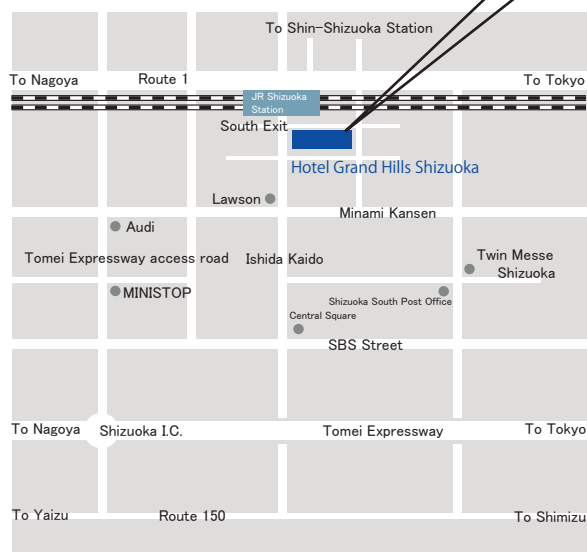 To Shin-Shizuoka Station
To Nagoya
Route 1
To Tokyo
JR Shizuoka
Station
South Exit
Hotel Grand Hills Shizuoka
Lawson
Minami Kansen
Audi
Tomei Expressway access road
Ishida Kaido
Twin Messe
Shizuoka
MINISTOP
Shizuoka South Post Office
Central Square
SBS Street
To Nagoya
Shizuoka I.C.
Tomei Expressway
To Tokyo
To Yaizu
Route 150
To Shimizu